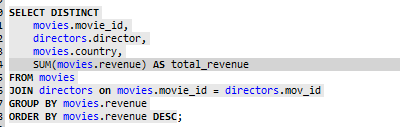 SELECT DISTINCT
movies.movie_id,
directors.director,
movies.country,
SUM(movies.revenue) AS total_revenue
FROM movies
JOIN directors on movies.movie_id = directors.mov_id
GROUP BY movies.revenue
ORDER BY movies.revenue DESC;